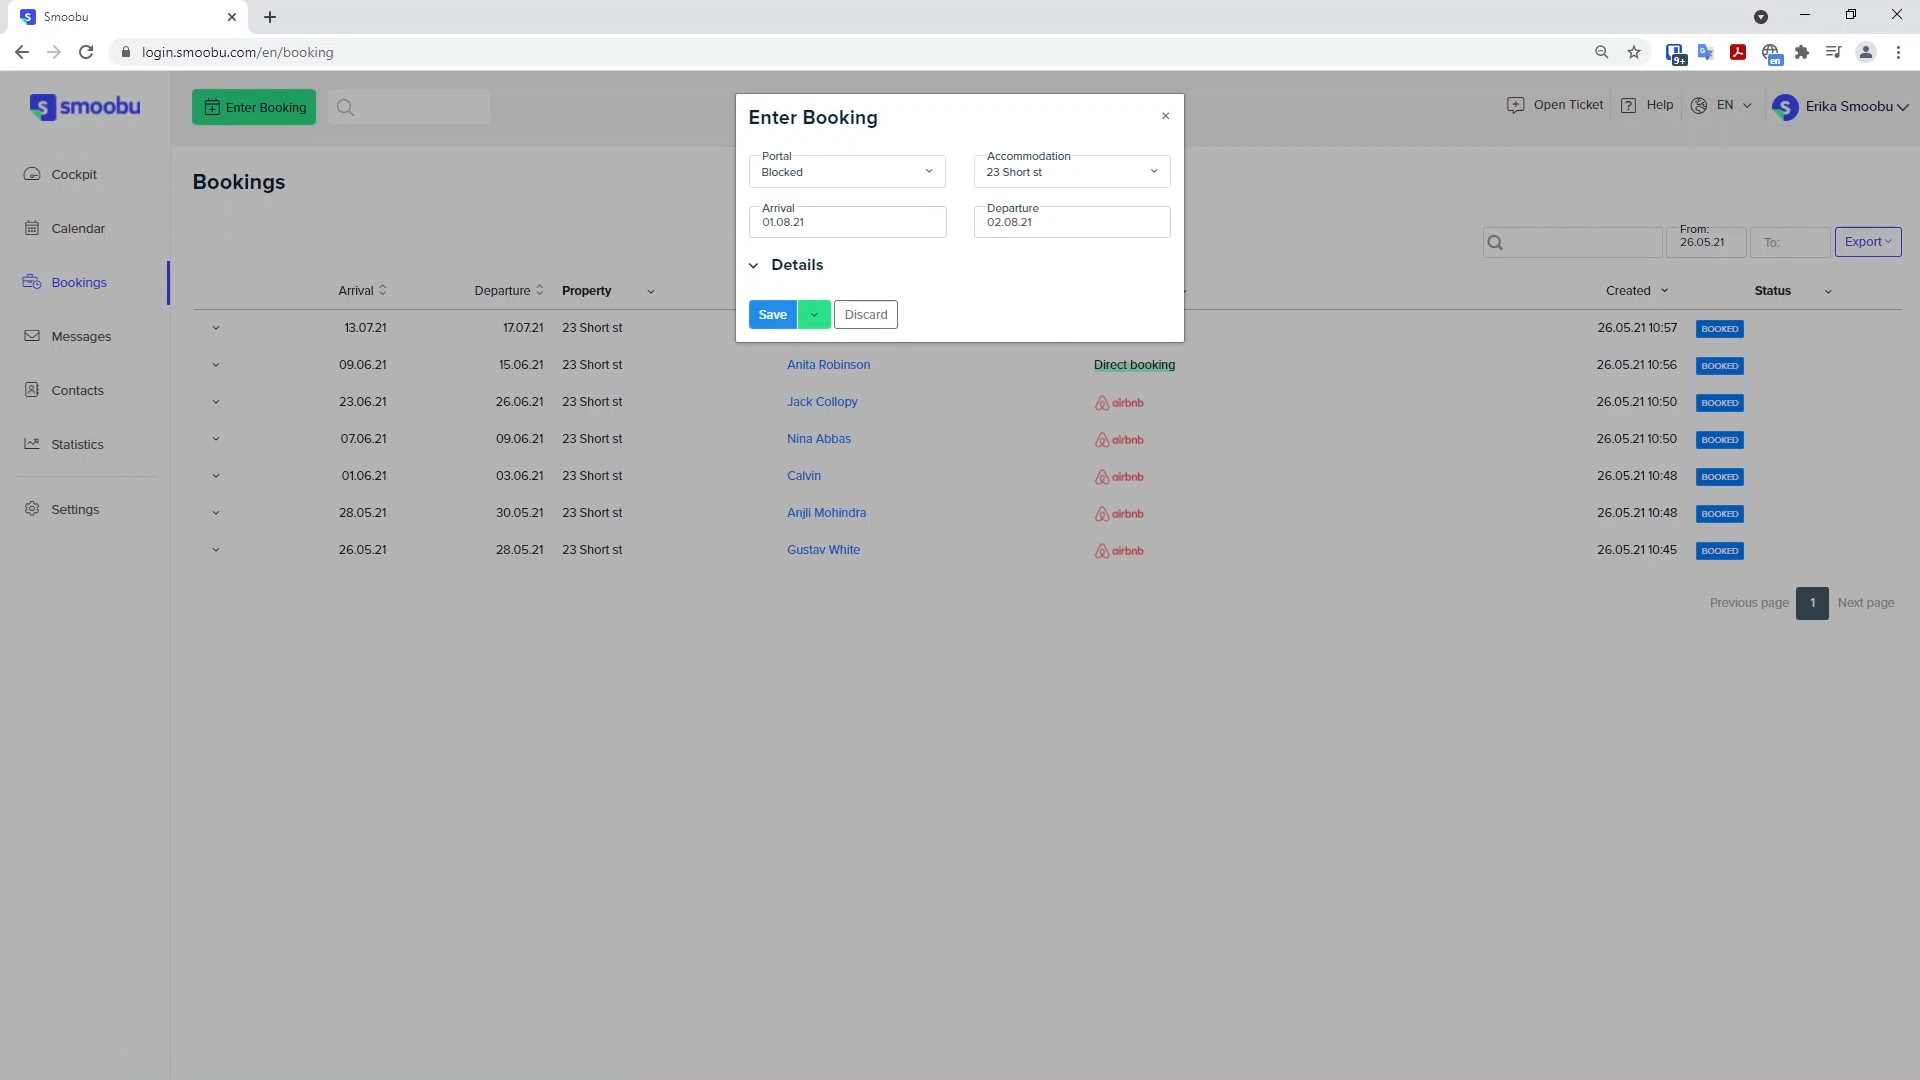 Smoobu
login.smoobu.com/en/booking
9+
en
smoobu
Enter Booking
Open Ticket
Help
EN
Erika Smoobu
Cockpit
Calendar
Bookings
Messages
Contacts
Statistics
Settings
Bookings
Enter Booking
Portal
Blocked
Accommodation
23 Short st
Arrival
01.08.21
Departure
02.08.21
Details
Save
Discard
From:
26.05.21
To:
Export
Arrival Departure Property Created Status
13.07.21 17.07.21 23 Short st 26.05.21 10:57 BOOKED
09.06.21 15.06.21 23 Short st Anita Robinson Direct booking 26.05.21 10:56 BOOKED
23.06.21 26.06.21 23 Short st Jack Collopy airbnb 26.05.21 10:50 BOOKED
07.06.21 09.06.21 23 Short st Nina Abbas airbnb 26.05.21 10:50 BOOKED
01.06.21 03.06.21 23 Short st Calvin airbnb 26.05.21 10:48 BOOKED
28.05.21 30.05.21 23 Short st Anjli Mohindra airbnb 26.05.21 10:48 BOOKED
26.05.21 28.05.21 23 Short st Gustav White airbnb 26.05.21 10:45 BOOKED
Previous page 1 Next page